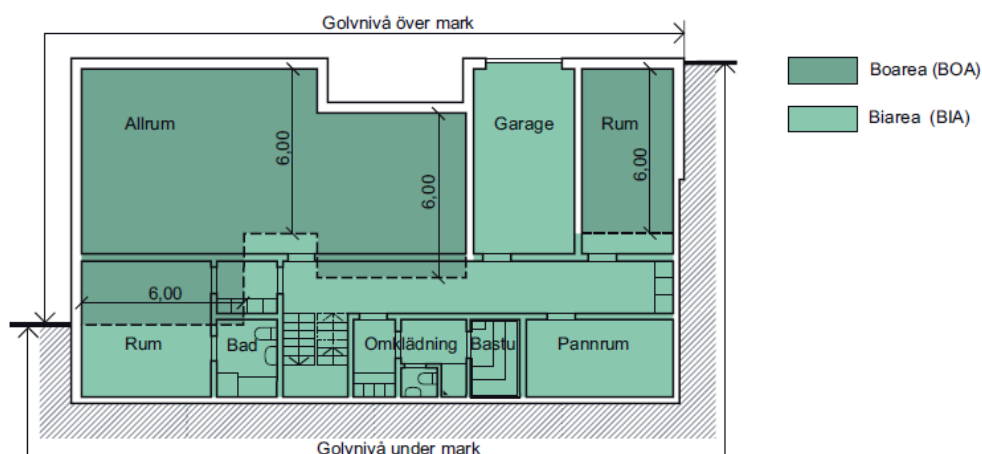 Golvnivå över mark
Boarea (BOA)
Biarea (BIA)
Allrum
Garage
Rum
6,00
6,00
6,00
6,00
Rum
Bad
Omklädning
Bastu
Pannrum
Golvnivå under mark